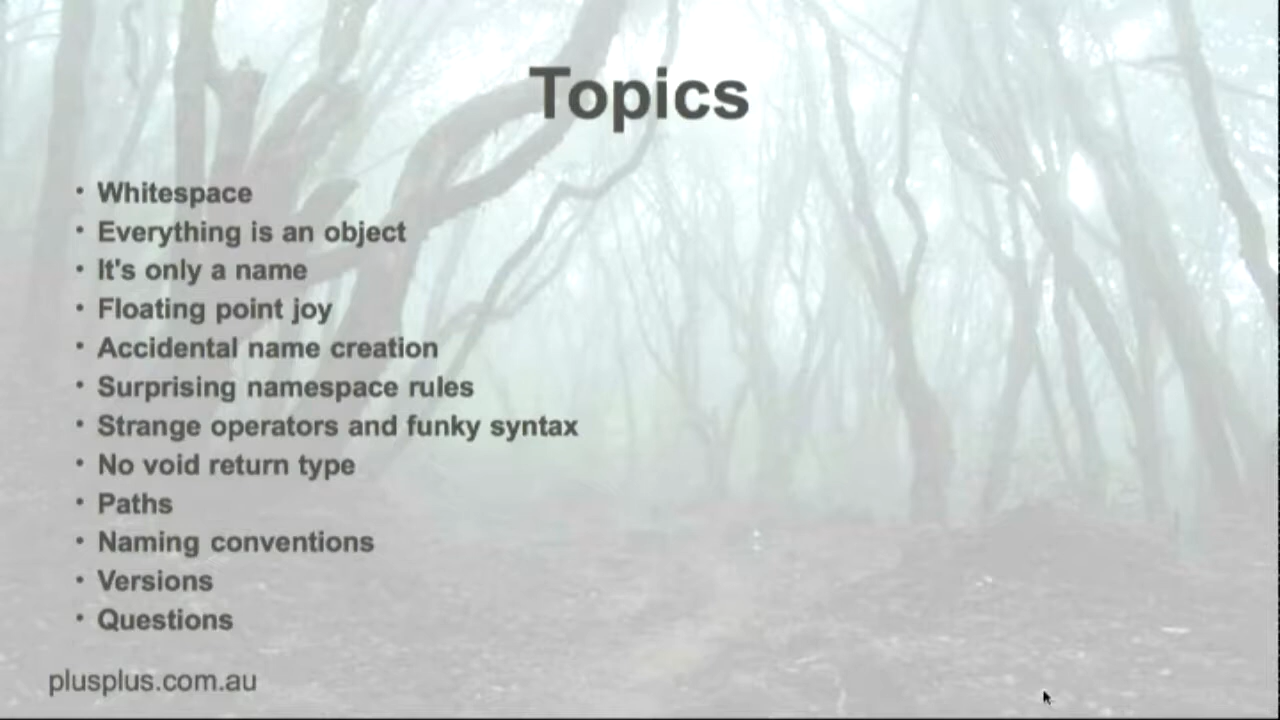 Topics
• Whitespace
• Everything is an object
• It's only a name
• Floating point joy
• Accidental name creation
• Surprising namespace rules
• Strange operators and funky syntax
• No void return type
• Paths
• Naming conventions
• Versions
• Questions
plusplus.com.au